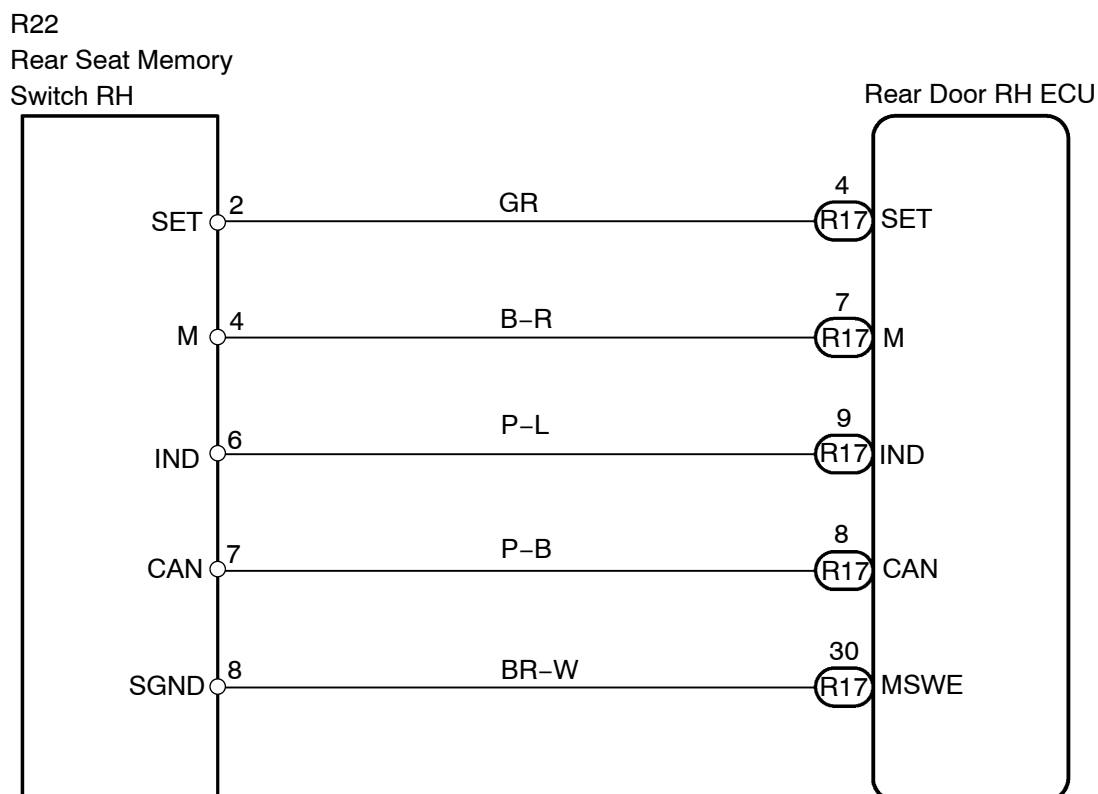 R22
Rear Seat Memory
Switch RH
Rear Door RH ECU
SET 2 GR 4 R17 SET
M 4 B−R 7 R17 M
IND 6 P−L 9 R17 IND
CAN 7 P−B 8 R17 CAN
SGND 8 BR−W 30 R17 MSWE